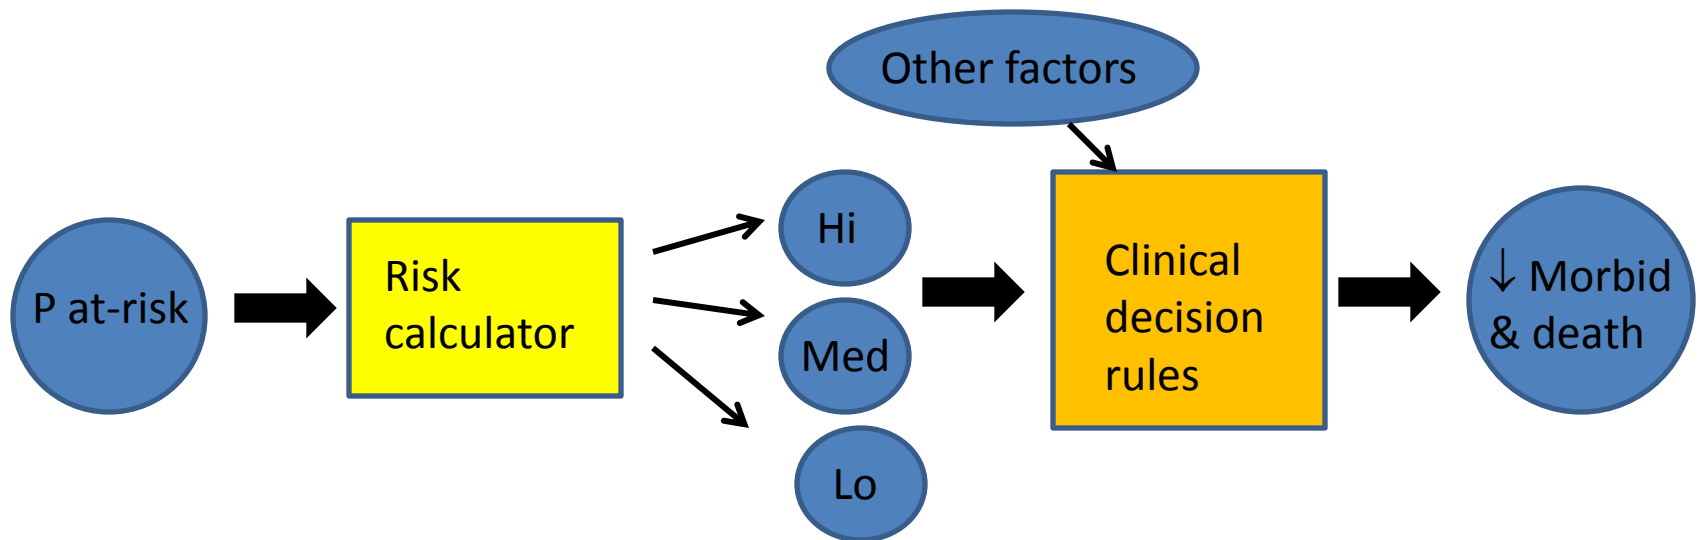 Other factors
P at-risk
Risk
calculator
Hi
Med
Lo
Clinical
decision
rules
↓ Morbid
& death